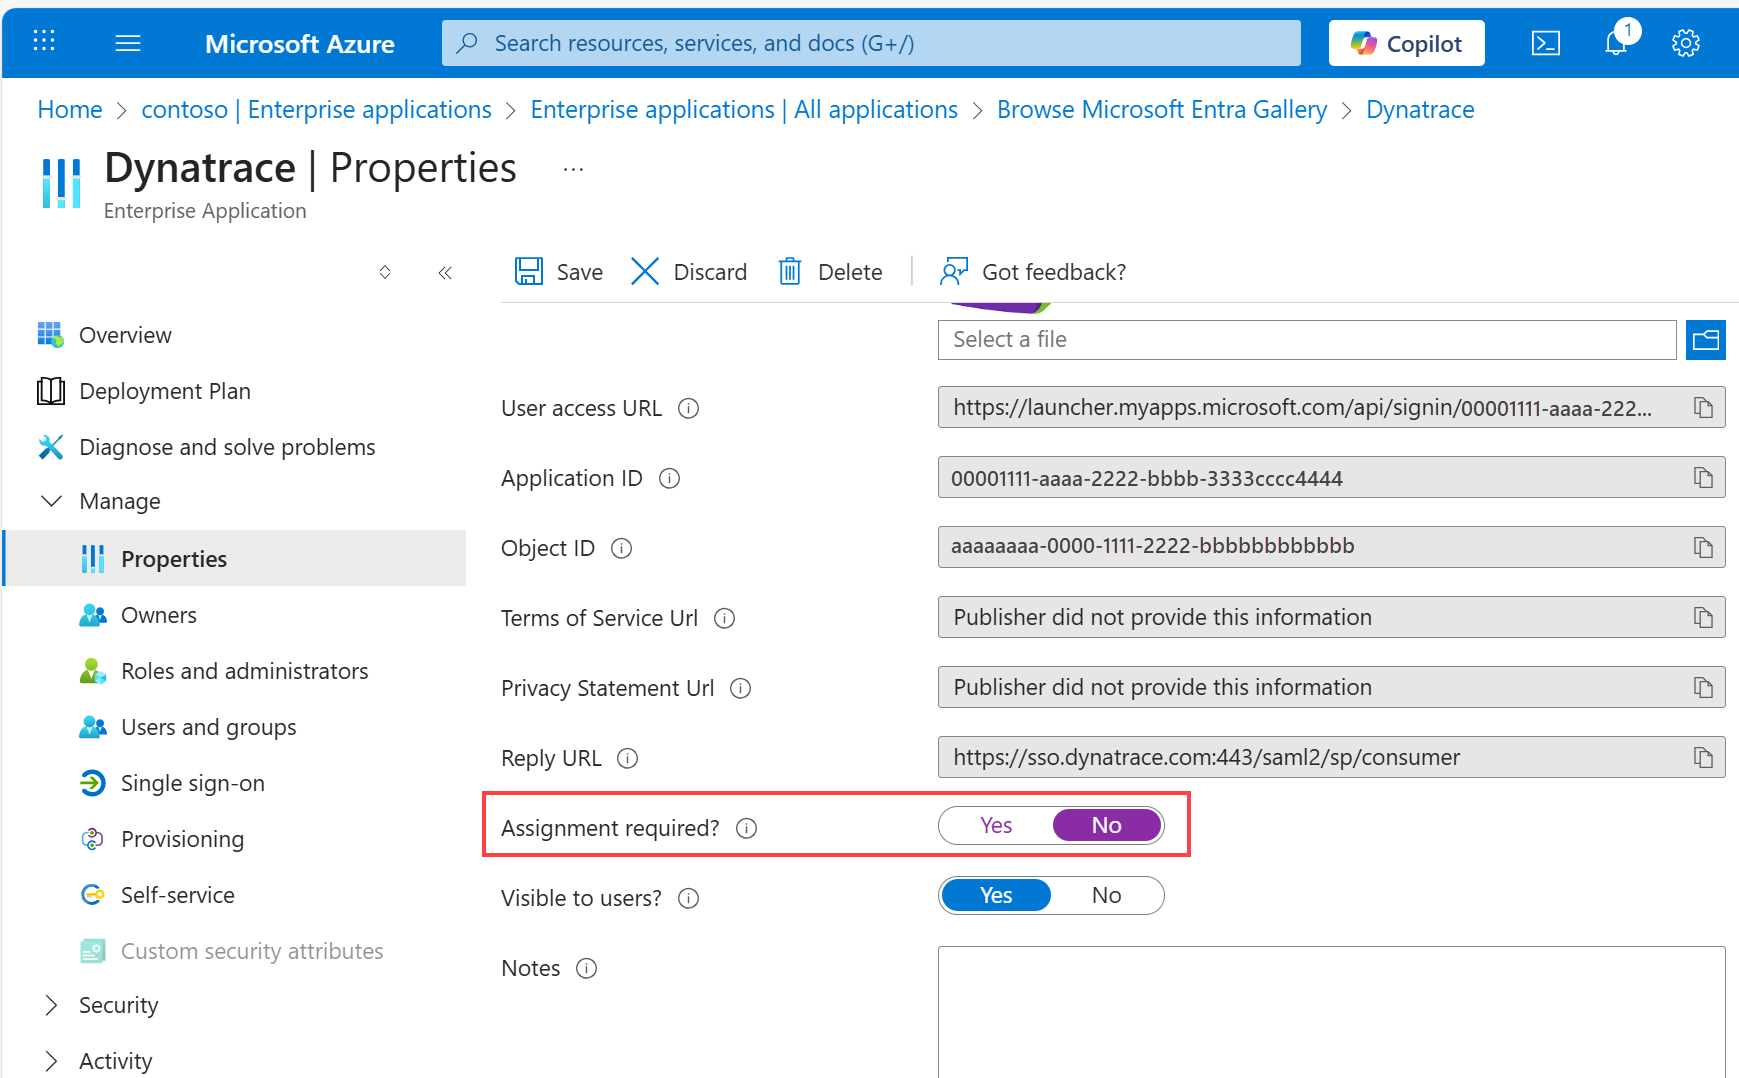 Microsoft Azure
Search resources, services, and docs (G+/)
Copilot
1
Home > contoso | Enterprise applications > Enterprise applications | All applications > Browse Microsoft Entra Gallery > Dynatrace
Dynatrace | Properties ...
Enterprise Application
Save Discard Delete Got feedback?
Overview
Deployment Plan
Diagnose and solve problems
Manage
Properties
Owners
Roles and administrators
Users and groups
Single sign-on
Provisioning
Self-service
Custom security attributes
Security
Activity
Select a file
User access URL https://launcher.myapps.microsoft.com/api/signin/00001111-aaaa-222...
Application ID 00001111-aaaa-2222-bbbb-3333cccc4444
Object ID aaaaaaaa-0000-1111-2222-bbbbbbbbbbbb
Terms of Service Url Publisher did not provide this information
Privacy Statement Url Publisher did not provide this information
Reply URL https://sso.dynatrace.com:443/saml2/sp/consumer
Assignment required? Yes No
Visible to users? Yes No
Notes